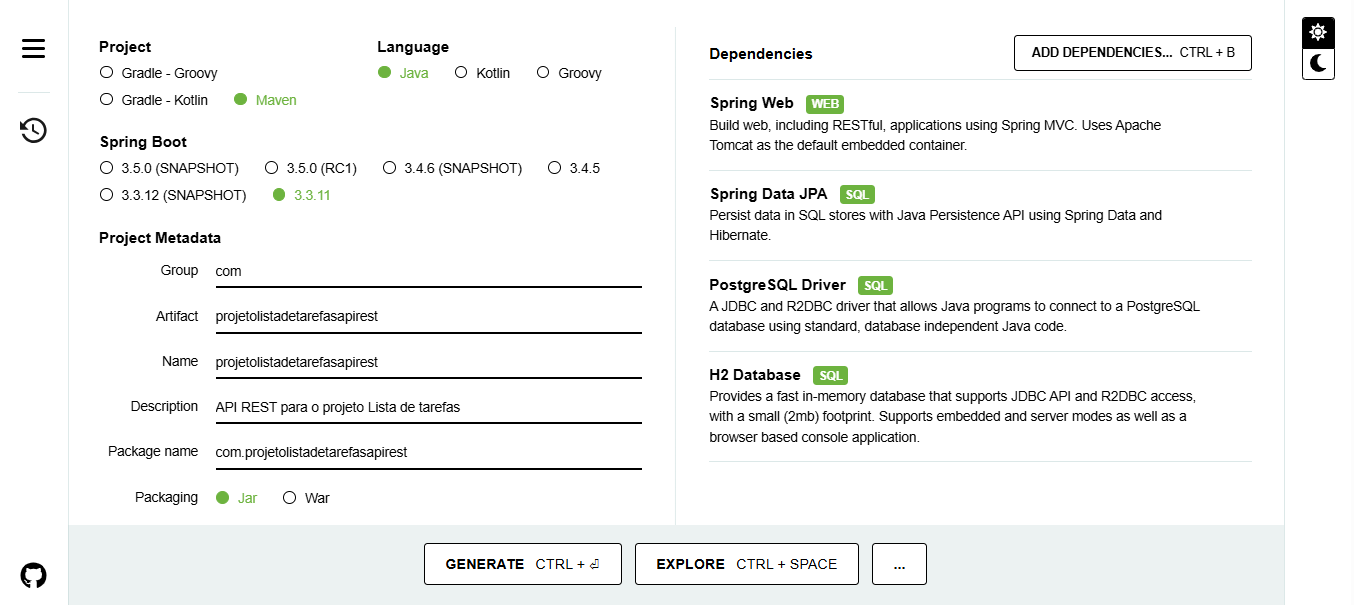 Project
Gradle - Groovy
Gradle - Kotlin Maven
Language
Java Kotlin Groovy
Spring Boot
3.5.0 (SNAPSHOT) 3.5.0 (RC1) 3.4.6 (SNAPSHOT) 3.4.5
3.3.12 (SNAPSHOT) 3.3.11
Project Metadata
Group com
Artifact projetolistadetarefasapirest
Name projetolistadetarefasapirest
Description API REST para o projeto Lista de tarefas
Package name com.projetolistadetarefasapirest
Packaging Jar War
Dependencies ADD DEPENDENCIES... CTRL + B
Spring Web WEB
Build web, including RESTful, applications using Spring MVC. Uses Apache
Tomcat as the default embedded container.
Spring Data JPA SQL
Persist data in SQL stores with Java Persistence API using Spring Data and
Hibernate.
PostgreSQL Driver SQL
A JDBC and R2DBC driver that allows Java programs to connect to a PostgreSQL
database using standard, database independent Java code.
H2 Database SQL
Provides a fast in-memory database that supports JDBC API and R2DBC access,
with a small (2mb) footprint. Supports embedded and server modes as well as a
browser based console application.
GENERATE CTRL + ⏎ EXPLORE CTRL + SPACE ...